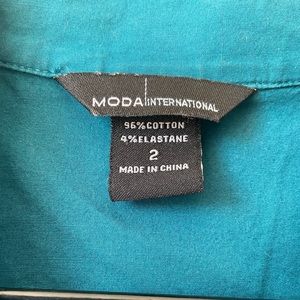 MODA INTERNATIONAL
96% COTTON
4% ELASTANE
2
MADE IN CHINA